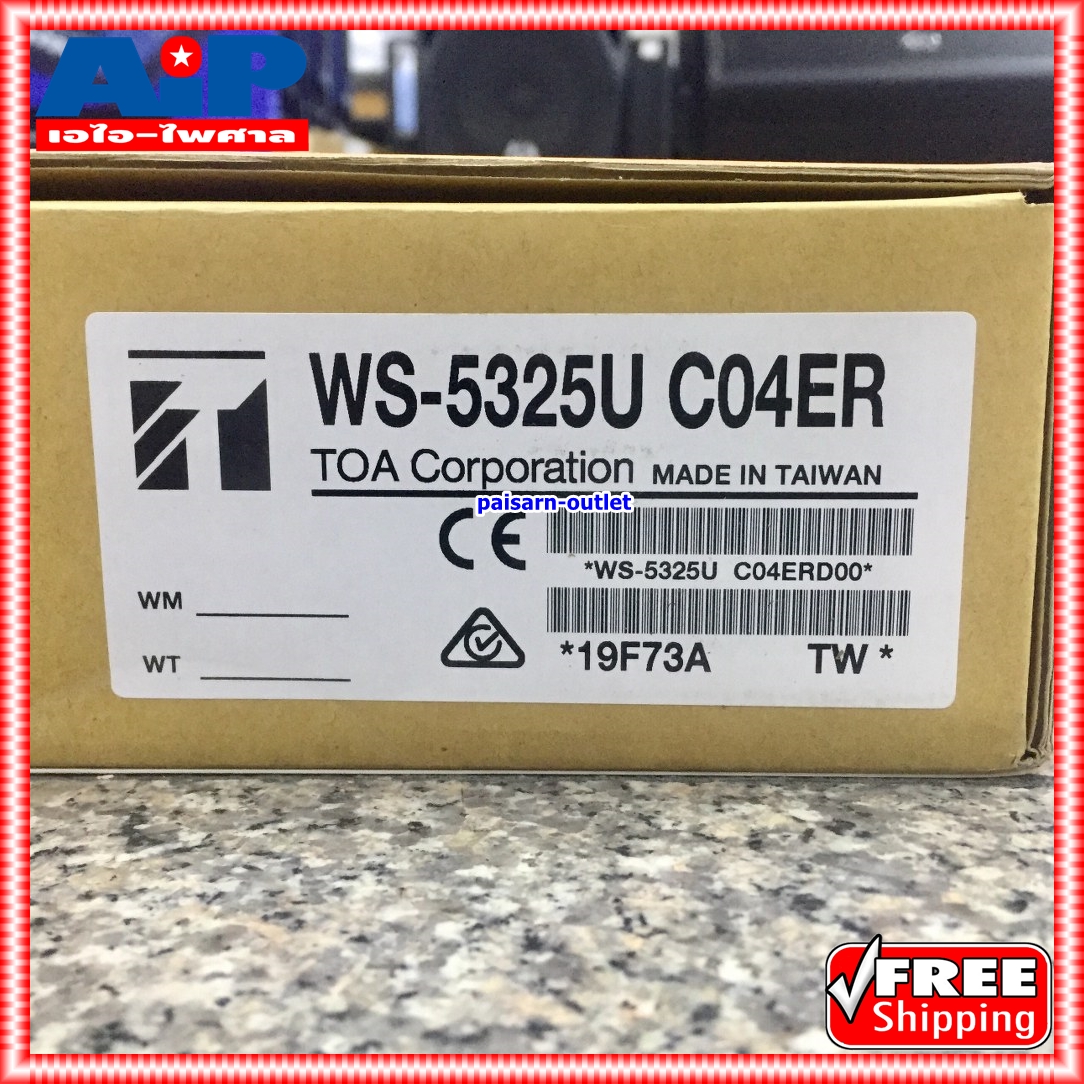 AiP
เอไอ-ไพศาล
WS-5325U C04ER
TOA Corporation MADE IN TAIWAN
paisarn-outlet
CE
*WS-5325U C04ERD00*
WM
*19F73A TW*
WT
FREE
Shipping